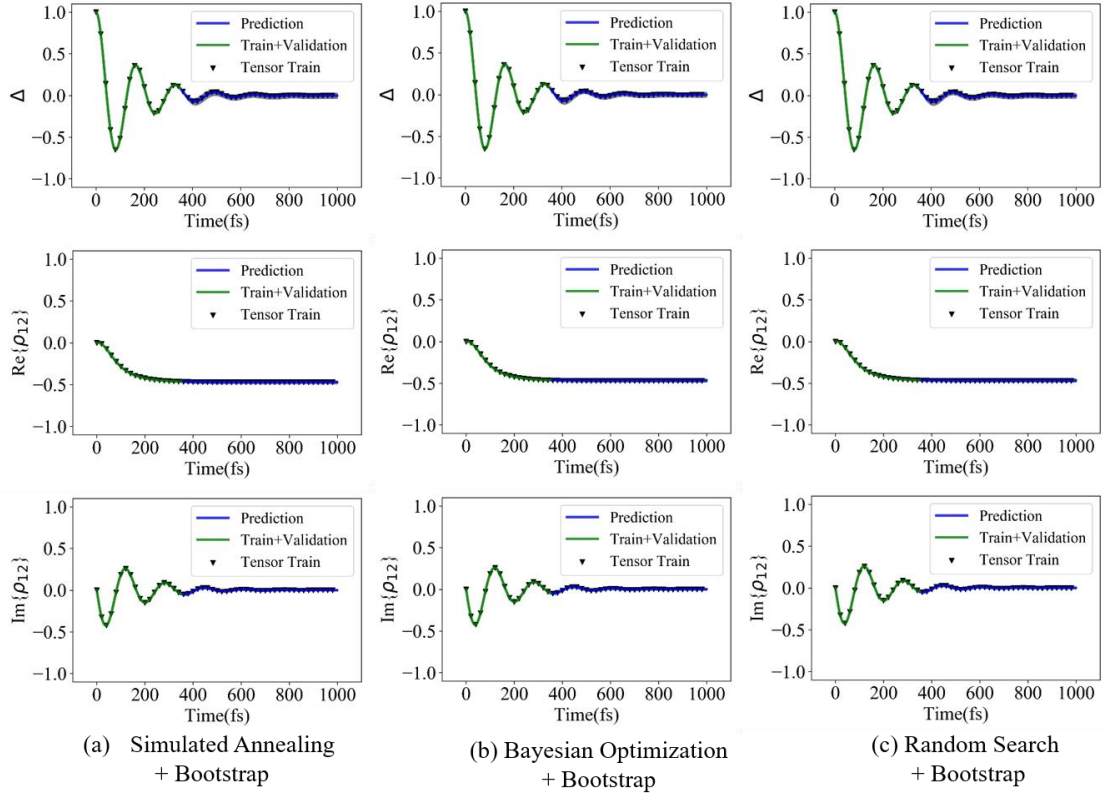 1.0
0.5
0.0
−0.5
−1.0
Δ
Prediction
Train+Validation
Tensor Train
0 200 400 600 800 1000
Time(fs)
1.0
0.5
0.0
−0.5
−1.0
Δ
Prediction
Train+Validation
Tensor Train
0 200 400 600 800 1000
Time(fs)
1.0
0.5
0.0
−0.5
−1.0
Δ
Prediction
Train+Validation
Tensor Train
0 200 400 600 800 1000
Time(fs)
1.0
0.5
0.0
−0.5
−1.0
Re{ρ12}
Prediction
Train+Validation
Tensor Train
0 200 400 600 800 1000
Time(fs)
1.0
0.5
0.0
−0.5
−1.0
Re{ρ12}
Prediction
Train+Validation
Tensor Train
0 200 400 600 800 1000
Time(fs)
1.0
0.5
0.0
−0.5
−1.0
Re{ρ12}
Prediction
Train+Validation
Tensor Train
0 200 400 600 800 1000
Time(fs)
1.0
0.5
0.0
−0.5
−1.0
Im{ρ12}
Prediction
Train+Validation
Tensor Train
0 200 400 600 800 1000
Time(fs)
1.0
0.5
0.0
−0.5
−1.0
Im{ρ12}
Prediction
Train+Validation
Tensor Train
0 200 400 600 800 1000
Time(fs)
1.0
0.5
0.0
−0.5
−1.0
Im{ρ12}
Prediction
Train+Validation
Tensor Train
0 200 400 600 800 1000
Time(fs)
(a) Simulated Annealing
+ Bootstrap
(b) Bayesian Optimization
+ Bootstrap
(c) Random Search
+ Bootstrap